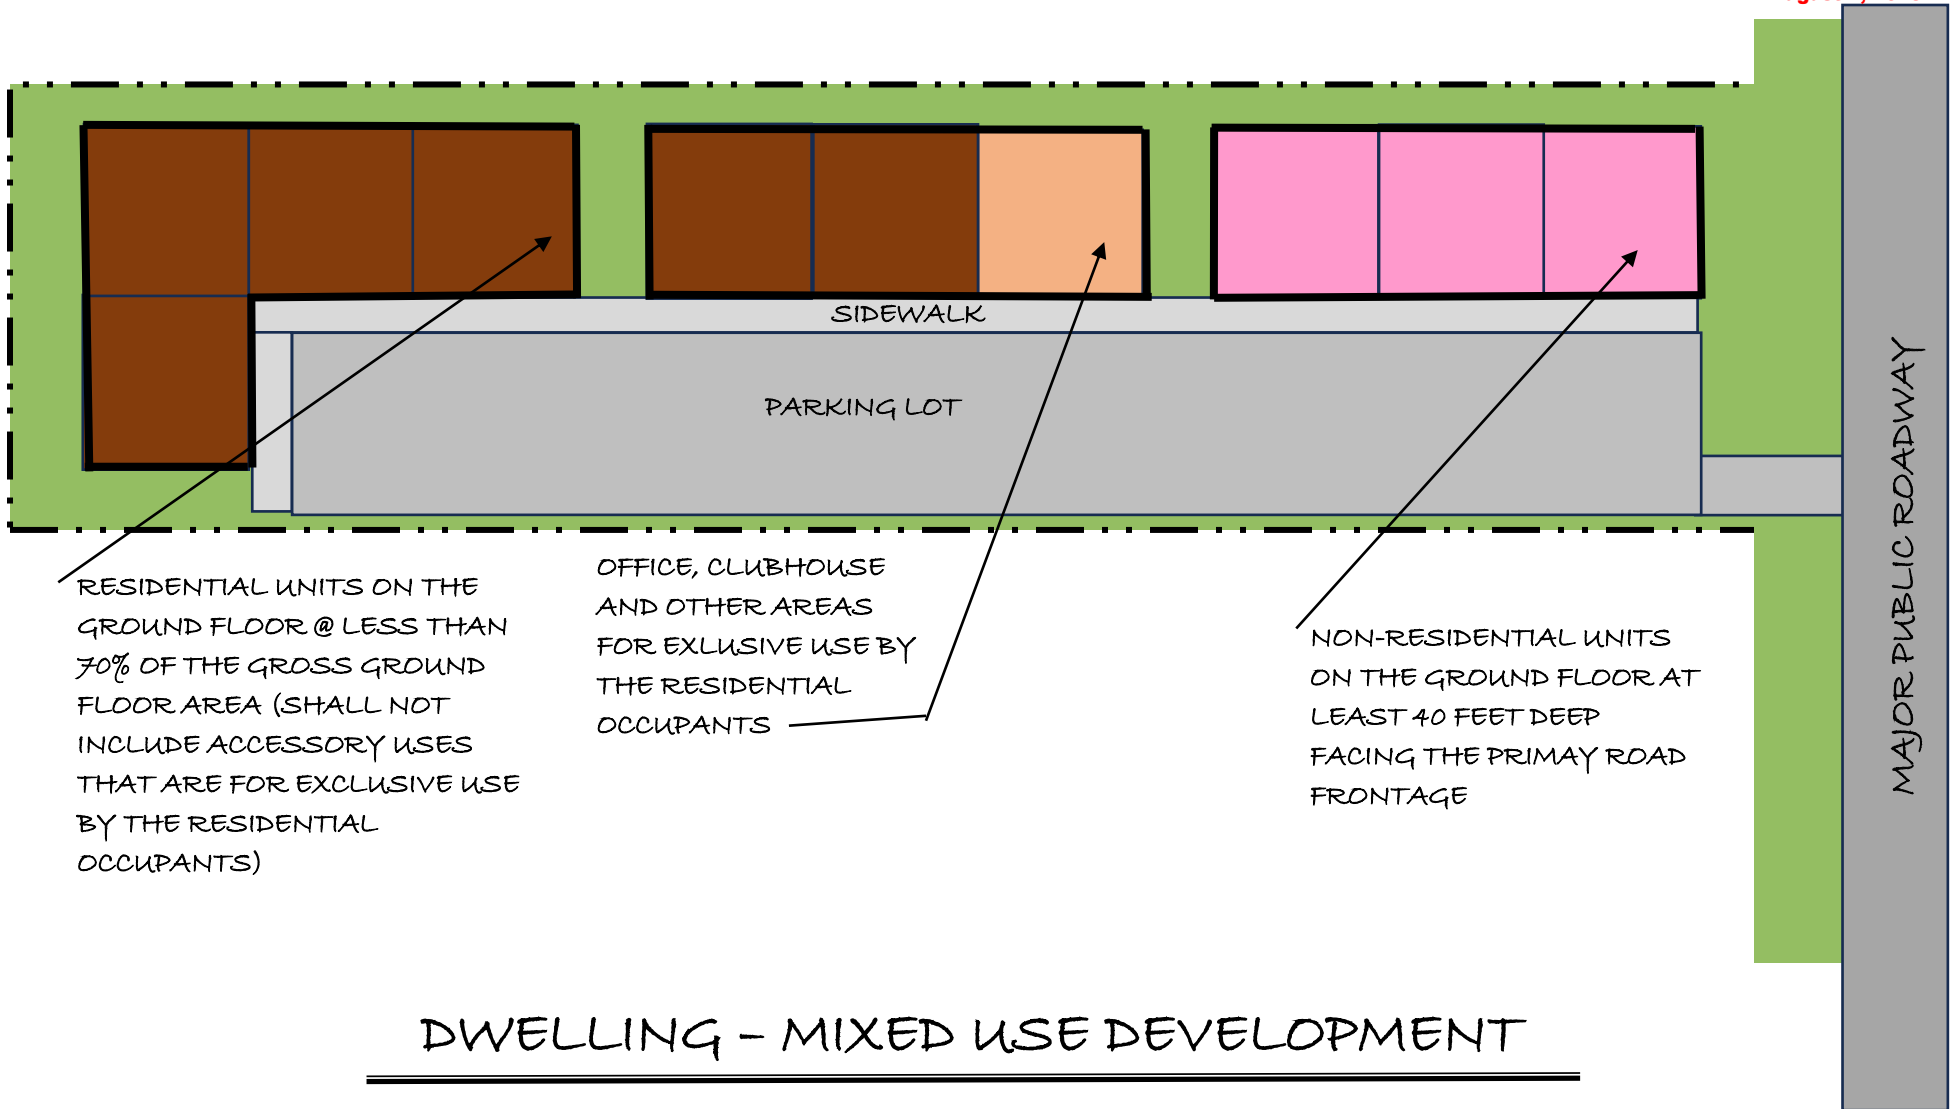 SIDEWALK
PARKING LOT
MAJOR PUBLIC ROADWAY
RESIDENTIAL UNITS ON THE
GROUND FLOOR @ LESS THAN
70% OF THE GROSS GROUND
FLOOR AREA (SHALL NOT
INCLUDE ACCESSORY USES
THAT ARE FOR EXCLUSIVE USE
BY THE RESIDENTIAL
OCCUPANTS)
OFFICE, CLUBHOUSE
AND OTHER AREAS
FOR EXLUSIVE USE BY
THE RESIDENTIAL
OCCUPANTS
NON-RESIDENTIAL UNITS
ON THE GROUND FLOOR AT
LEAST 40 FEET DEEP
FACING THE PRIMAY ROAD
FRONTAGE
DWELLING – MIXED USE DEVELOPMENT